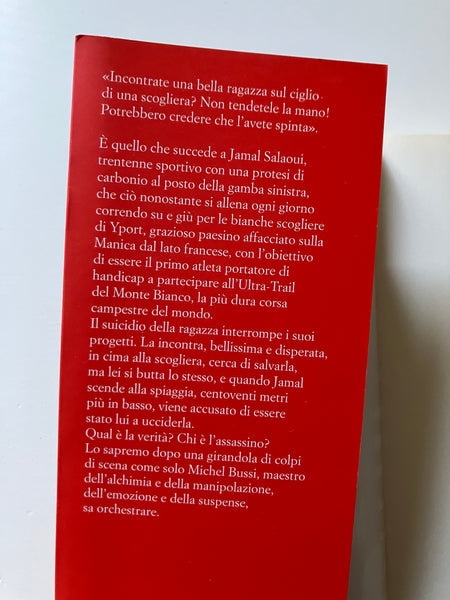 «Incontrate una bella ragazza sul ciglio
di una scogliera? Non tendetele la mano!
Potrebbero credere che l'avete spinta».
È quello che succede a Jamal Salaoui,
trentenne sportivo con una protesi di
carbonio al posto della gamba sinistra,
che ciò nonostante si allena ogni giorno
correndo su e giù per le bianche scogliere
di Yport, grazioso paesino affacciato sulla
Manica dal lato francese, con l'obiettivo
di essere il primo atleta portatore di
handicap a partecipare all'Ultra-Trail
del Monte Bianco, la più dura corsa
campestre del mondo.
Il suicidio della ragazza interrompe i suoi
progetti. La incontra, bellissima e disperata,
in cima alla scogliera, cerca di salvarla,
ma lei si butta lo stesso, e quando Jamal
scende alla spiaggia, centoventi metri
più in basso, viene accusato di essere
stato lui a ucciderla.
Qual è la verità? Chi è l'assassino?
Lo sapremo dopo una girandola di colpi
di scena come solo Michel Bussi, maestro
dell'alchimia e della manipolazione,
dell'emozione e della suspense,
sa orchestrare.